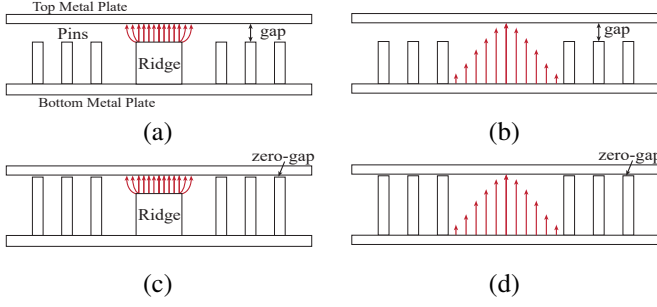 Top Metal Plate
Pins
gap
gap
Ridge
Bottom Metal Plate
(a)
(b)
zero-gap
zero-gap
Ridge
(c)
(d)